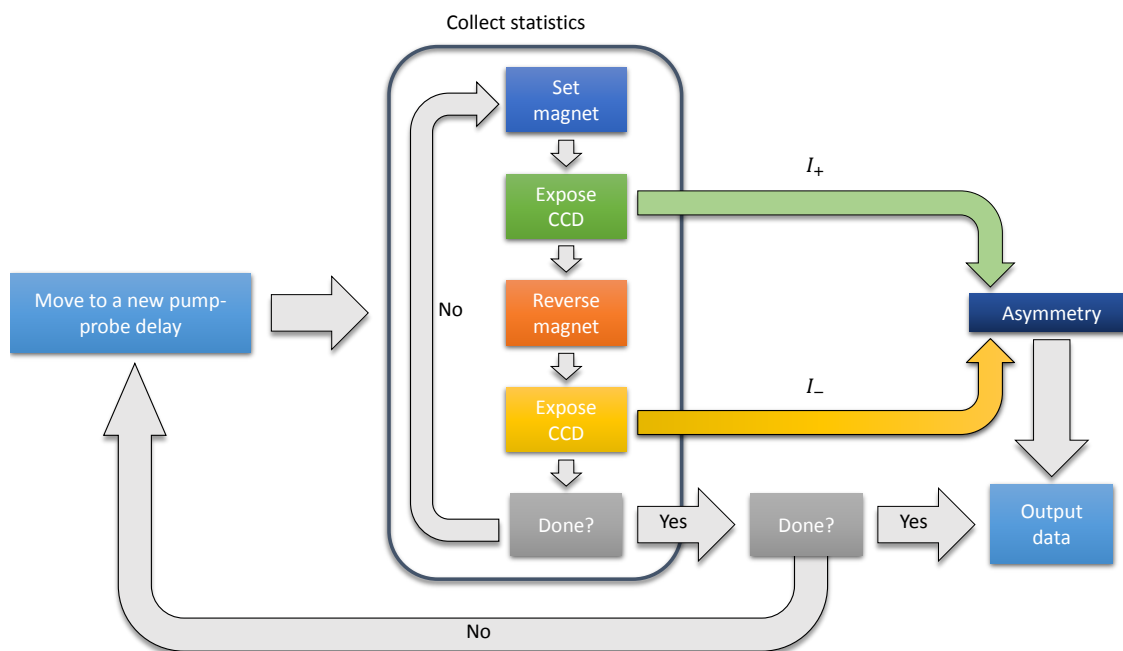 Collect statistics
Set
magnet
Expose
CCD
I₊
Reverse
magnet
No
Move to a new pump-
probe delay
Asymmetry
Expose
CCD
I₋
Done?
Yes
Done?
Yes
Output
data
No